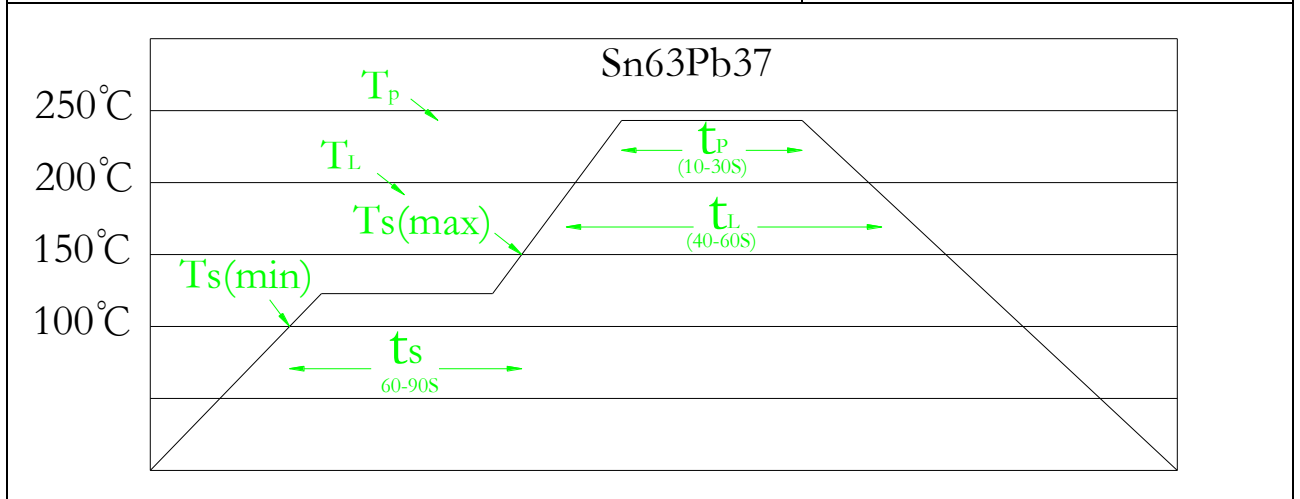 Sn63Pb37
Tp
250℃
tP
(10-30S)
TL
200℃
Ts(max)
tL
(40-60S)
150℃
Ts(min)
100℃
ts
60-90S